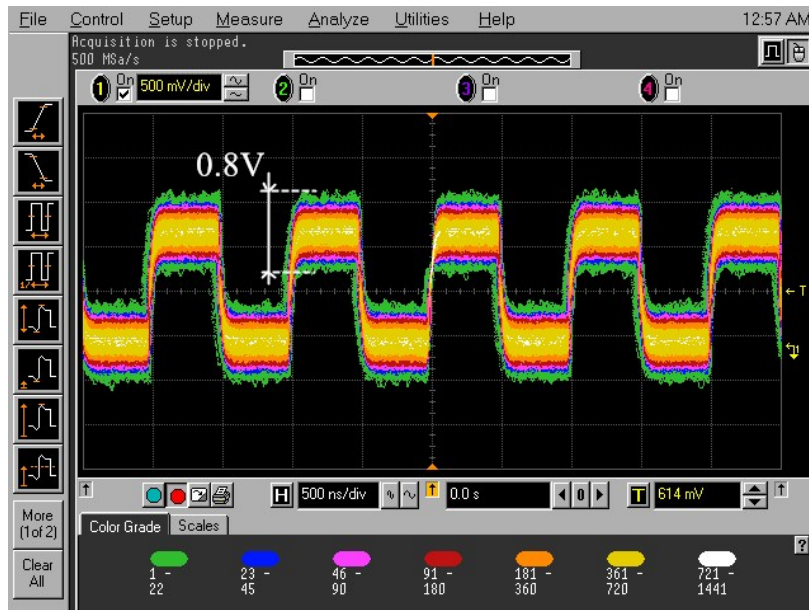 File Control Setup Measure Analyze Utilities Help 12:57 AM
Acquisition is stopped.
500 MSa/s
1 On 500 mV/div 2 On 3 On 4 On
0.8V
T
1
H 500 ns/div 0.0 s 0 T 614 mV
More
(1of 2)
Clear
All
Color Grade Scales
?
1 - 23 - 46 - 91 - 181 - 361 - 721 -
22 45 90 180 360 720 1441